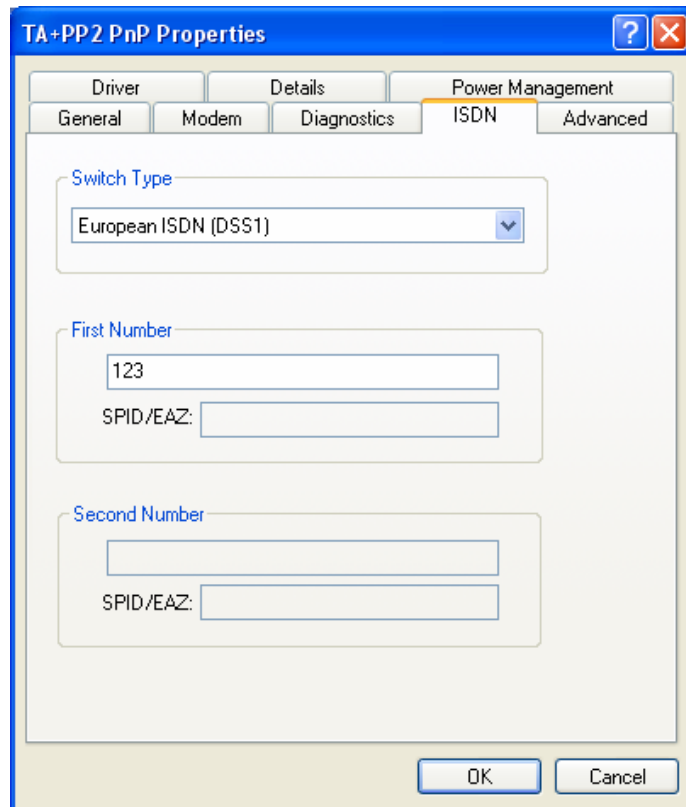 TA+PP2 PnP Properties
Driver Details Power Management
General Modem Diagnostics ISDN Advanced
Switch Type
European ISDN (DSS1)
First Number
123
SPID/EAZ:
Second Number
SPID/EAZ:
OK Cancel